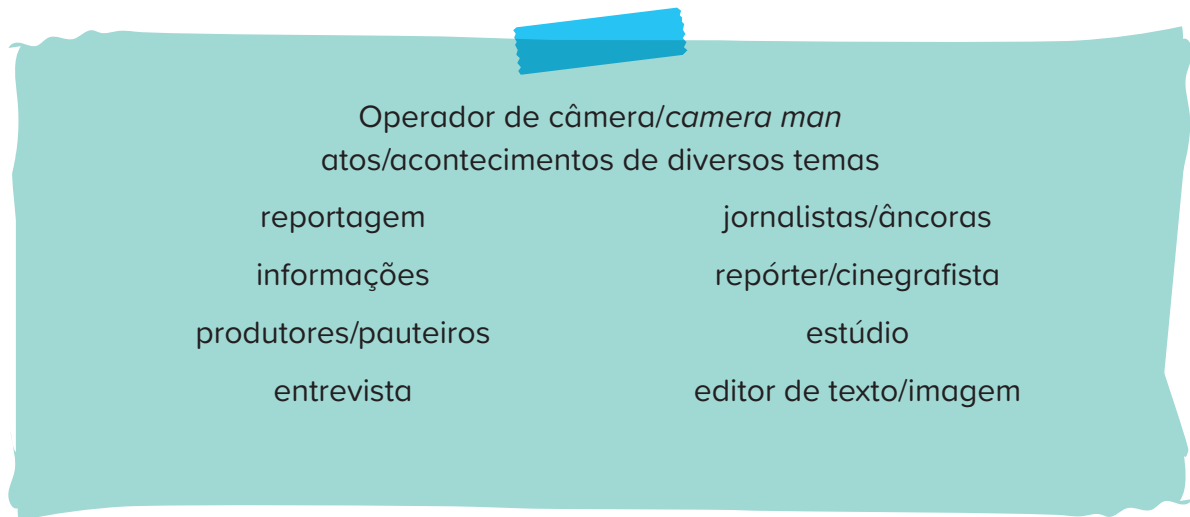 Operador de câmera/camera man
atos/acontecimentos de diversos temas
reportagem jornalistas/âncoras
informações repórter/cinegrafista
produtores/pauteiros estúdio
entrevista editor de texto/imagem